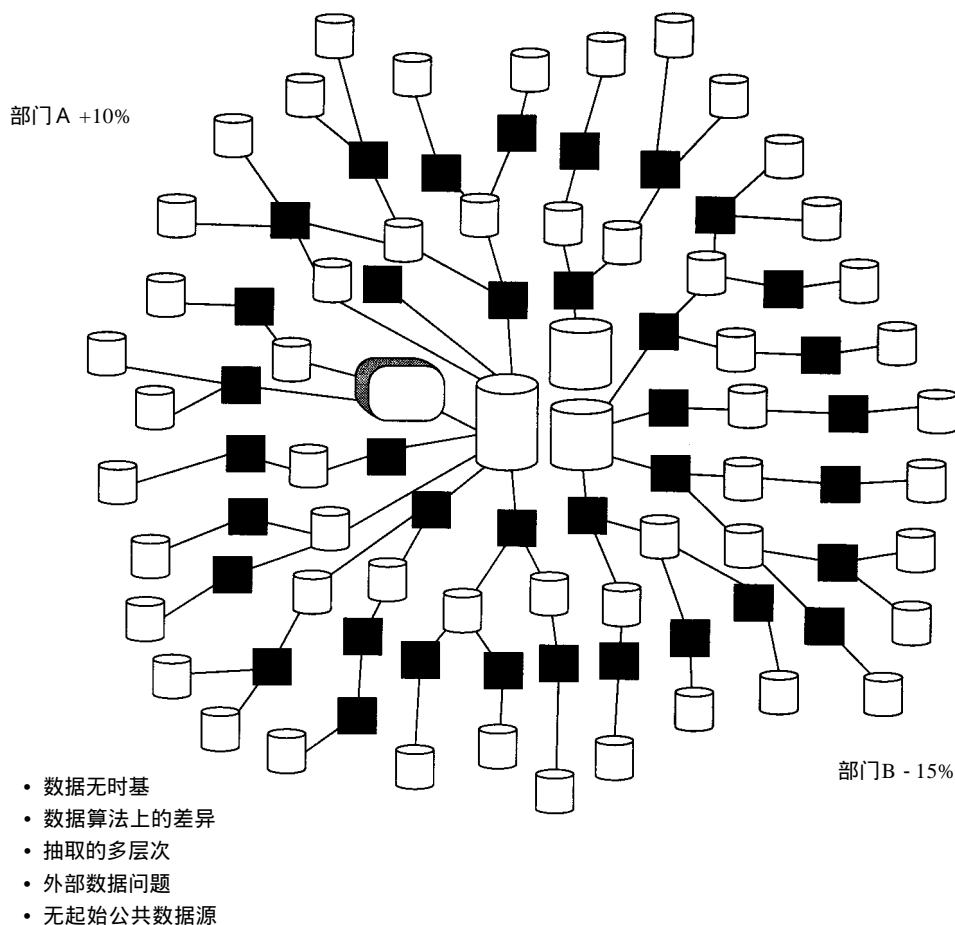 部门A +10%
部门B - 15%
• 数据无时基
• 数据算法上的差异
• 抽取的多层次
• 外部数据问题
• 无起始公共数据源